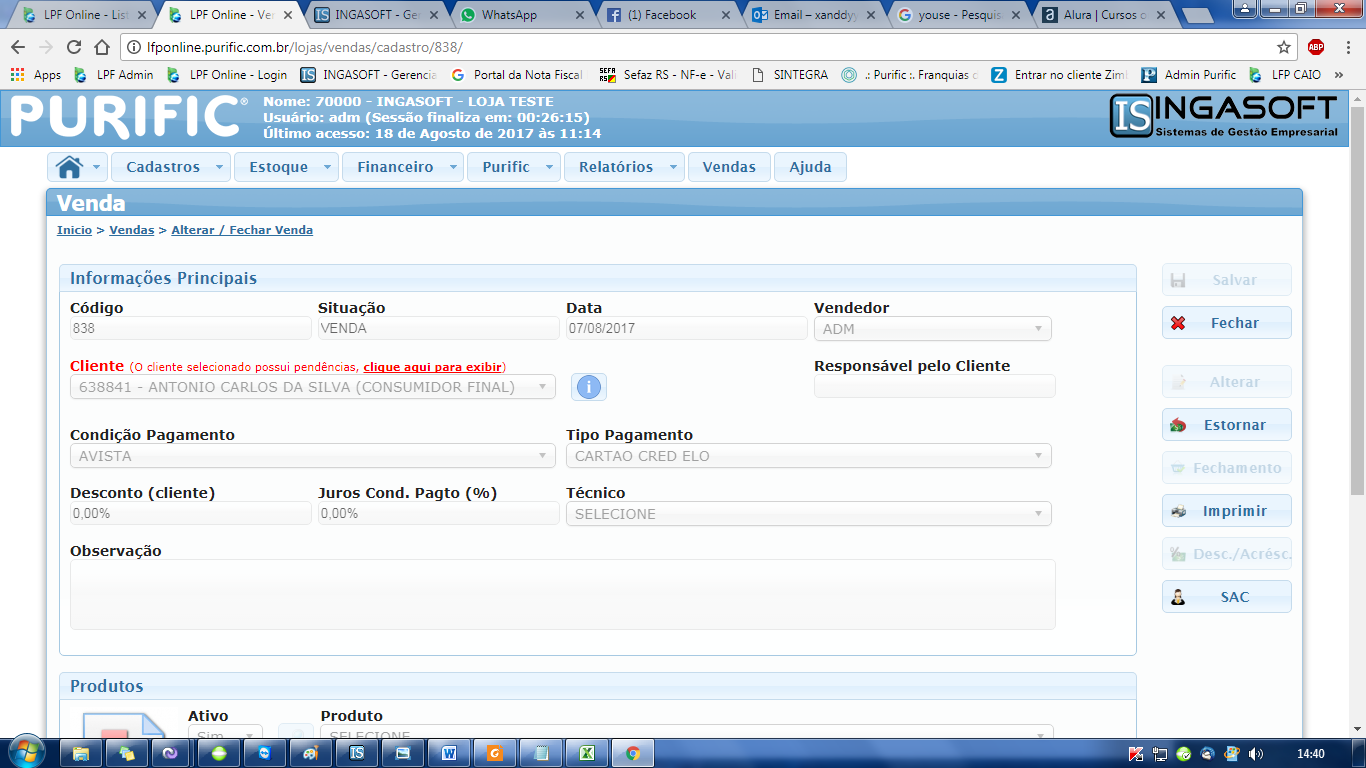 LPF Online - List
LPF Online - Ver
INGASOFT - Ger
WhatsApp
(1) Facebook
Email – xanddy
youse - Pesquis
Alura | Cursos o
lfponline.purific.com.br/lojas/vendas/cadastro/838/
ABP
Apps
LPF Admin
LPF Online - Login
INGASOFT - Gerencia
Portal da Nota Fiscal
Sefaz RS - NF-e - Vali
SINTEGRA
.: Purific :. Franquias
Entrar no cliente Zim
Admin Purific
LFP CAIO
»
PURIFIC®
Nome: 70000 - INGASOFT - LOJA TESTE
Usuário: adm (Sessão finaliza em: 00:26:15)
Último acesso: 18 de Agosto de 2017 às 11:14
IS INGASOFT
Sistemas de Gestão Empresarial
Cadastros
Estoque
Financeiro
Purific
Relatórios
Vendas
Ajuda
Venda
Inicio > Vendas > Alterar / Fechar Venda
Informações Principais
Código
Situação
Data
Vendedor
838
VENDA
07/08/2017
ADM
Cliente (O cliente selecionado possui pendências, clique aqui para exibir)
Responsável pelo Cliente
638841 - ANTONIO CARLOS DA SILVA (CONSUMIDOR FINAL)
i
Condição Pagamento
Tipo Pagamento
AVISTA
CARTAO CRED ELO
Desconto (cliente)
Juros Cond. Pagto (%)
Técnico
0,00%
0,00%
SELECIONE
Observação
Salvar
Fechar
Alterar
Estornar
Fechamento
Imprimir
Desc./Acrésc.
SAC
Produtos
Ativo
Produto
Sim
SELECIONE
14:40